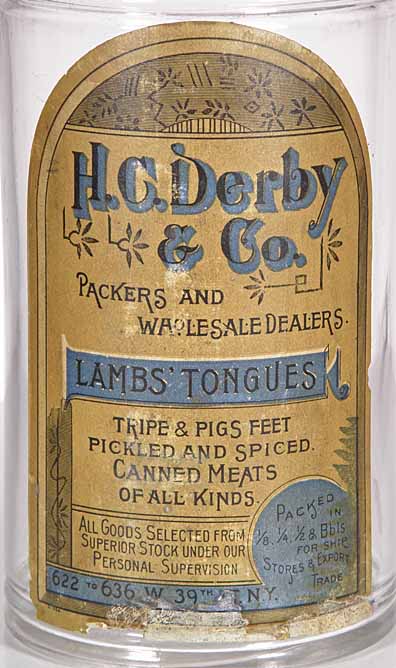 H.C. Derby
& Co.
PACKERS AND
WHOLESALE DEALERS.
LAMBS' TONGUES
TRIPE & PIGS FEET
PICKLED AND SPICED.
CANNED MEATS
OF ALL KINDS.
ALL GOODS SELECTED FROM
SUPERIOR STOCK UNDER OUR
PERSONAL SUPERVISION
PACKED
IN
1/8. 1/4. 1/2 & Bbls
FOR SHIP
STORES & EXPORT
TRADE
622 TO 636 W. 39TH ST. N.Y.